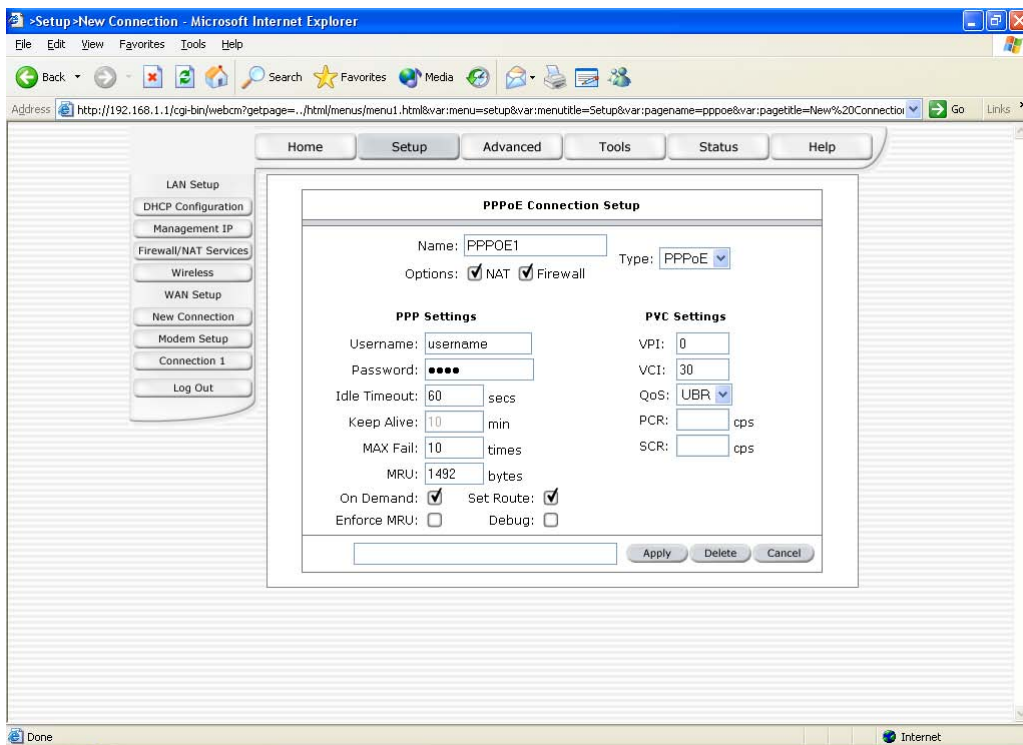 >Setup>New Connection - Microsoft Internet Explorer
File Edit View Favorites Tools Help
Back Search Favorites Media
Address http://192.168.1.1/cgi-bin/webcm?getpage=../html/menus/menu1.html&var:menu=setup&var:menutitle=Setup&var:pagename=pppoe&var:pagetitle=New%20Connection Go Links
Home Setup Advanced Tools Status Help
LAN Setup
DHCP Configuration
Management IP
Firewall/NAT Services
Wireless
WAN Setup
New Connection
Modem Setup
Connection 1
Log Out
PPPoE Connection Setup
Name: PPPOE1
Type: PPPoE
Options: NAT Firewall
PPP Settings
Username: username
Password: ••••
Idle Timeout: 60 secs
Keep Alive: 10 min
MAX Fail: 10 times
MRU: 1492 bytes
On Demand: Set Route:
Enforce MRU: Debug:
PVC Settings
VPI: 0
VCI: 30
QoS: UBR
PCR: cps
SCR: cps
Apply Delete Cancel
Done Internet